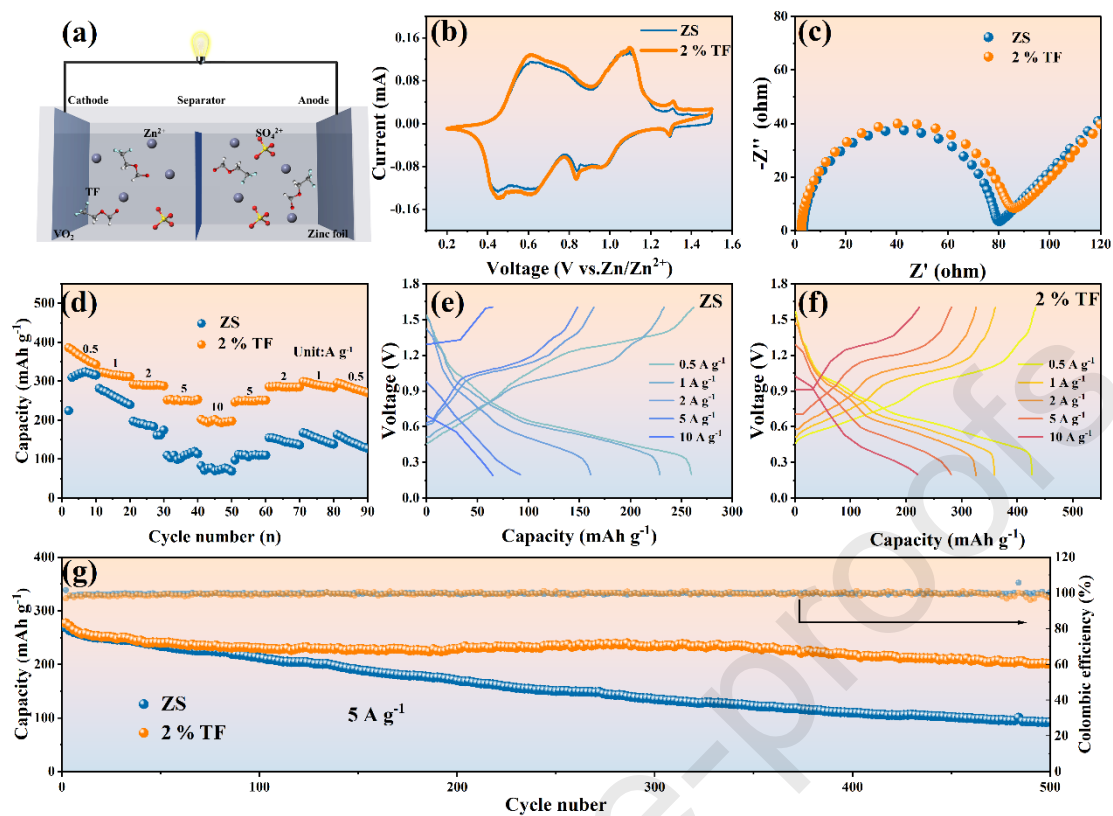 (a)
Cathode
Separator
Anode
Zn2+
SO42+
TF
VO2
Zinc foil
(b)
ZS
2 % TF
Current (mA)
0.16
0.08
0.00
-0.08
-0.16
0.2 0.4 0.6 0.8 1.0 1.2 1.4 1.6
Voltage (V vs.Zn/Zn2+)
(c)
ZS
2 % TF
-Z'' (ohm)
80
60
40
20
0
0 20 40 60 80 100 120
Z' (ohm)
(d)
ZS
2 % TF
Unit:A g-1
0.5
1
2
5
10
5
2
1
0.5
Capacity (mAh g-1)
500
400
300
200
100
0
0 10 20 30 40 50 60 70 80 90
Cycle number (n)
(e)
ZS
0.5 A g-1
1 A g-1
2 A g-1
5 A g-1
10 A g-1
Voltage (V)
1.8
1.5
1.2
0.9
0.6
0.3
0.0
0 50 100 150 200 250 300
Capacity (mAh g-1)
(f)
2 % TF
0.5 A g-1
1 A g-1
2 A g-1
5 A g-1
10 A g-1
Voltage (V)
1.8
1.5
1.2
0.9
0.6
0.3
0.0
0 100 200 300 400 500
Capacity (mAh g-1)
(g)
ZS
2 % TF
5 A g-1
Capacity (mAh g-1)
400
300
200
100
0
Colombic efficiency (%)
120
100
80
60
40
20
0
0 100 200 300 400 500
Cycle nuber
e-proofs